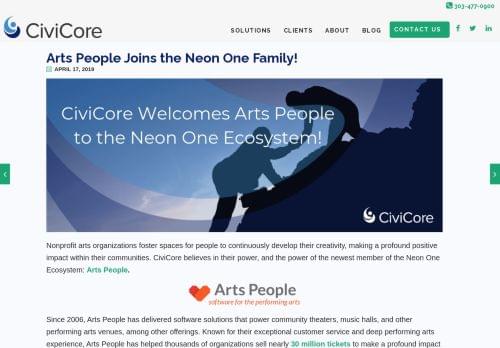 303-477-0900
CiviCore
SOLUTIONS CLIENTS ABOUT BLOG CONTACT US
Arts People Joins the Neon One Family!
APRIL 17, 2019
CiviCore Welcomes Arts People
to the Neon One Ecosystem!
CiviCore
Nonprofit arts organizations foster spaces for people to continuously develop their creativity, making a profound positive
impact within their communities. CiviCore believes in their power, and the power of the newest member of the Neon One
Ecosystem: Arts People.
Arts People
software for the performing arts
Since 2006, Arts People has delivered software solutions that power community theaters, music halls, and other
performing arts venues, among other offerings. Known for their exceptional customer service and deep performing arts
experience, Arts People has helped thousands of organizations sell nearly 30 million tickets to make a profound impact